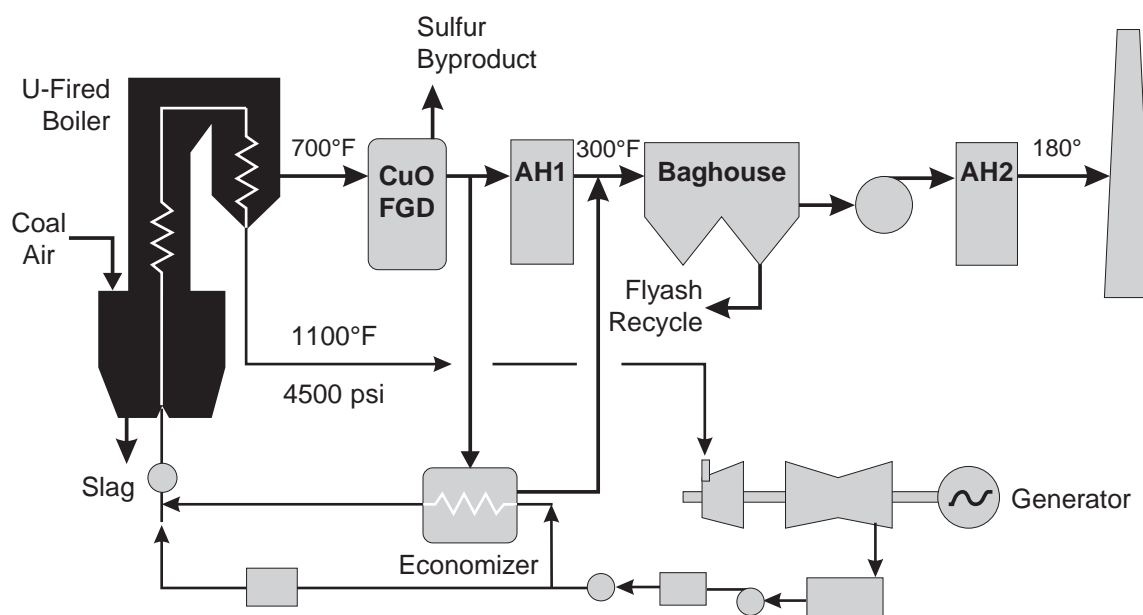 Sulfur
Byproduct
U-Fired
Boiler
700°F
CuO
FGD
AH1
300°F
Baghouse
AH2
180°
Coal
Air
Flyash
Recycle
1100°F
4500 psi
Slag
Economizer
Generator